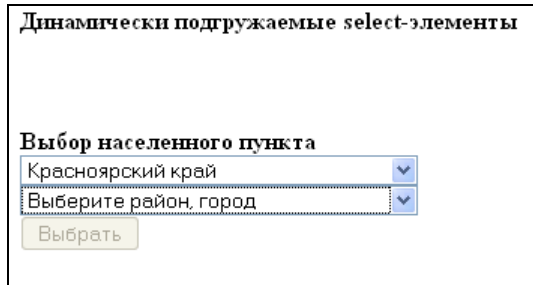 Динамически подгружаемые select-элементы
Выбор населенного пункта
Красноярский край
Выберите район, город
Выбрать